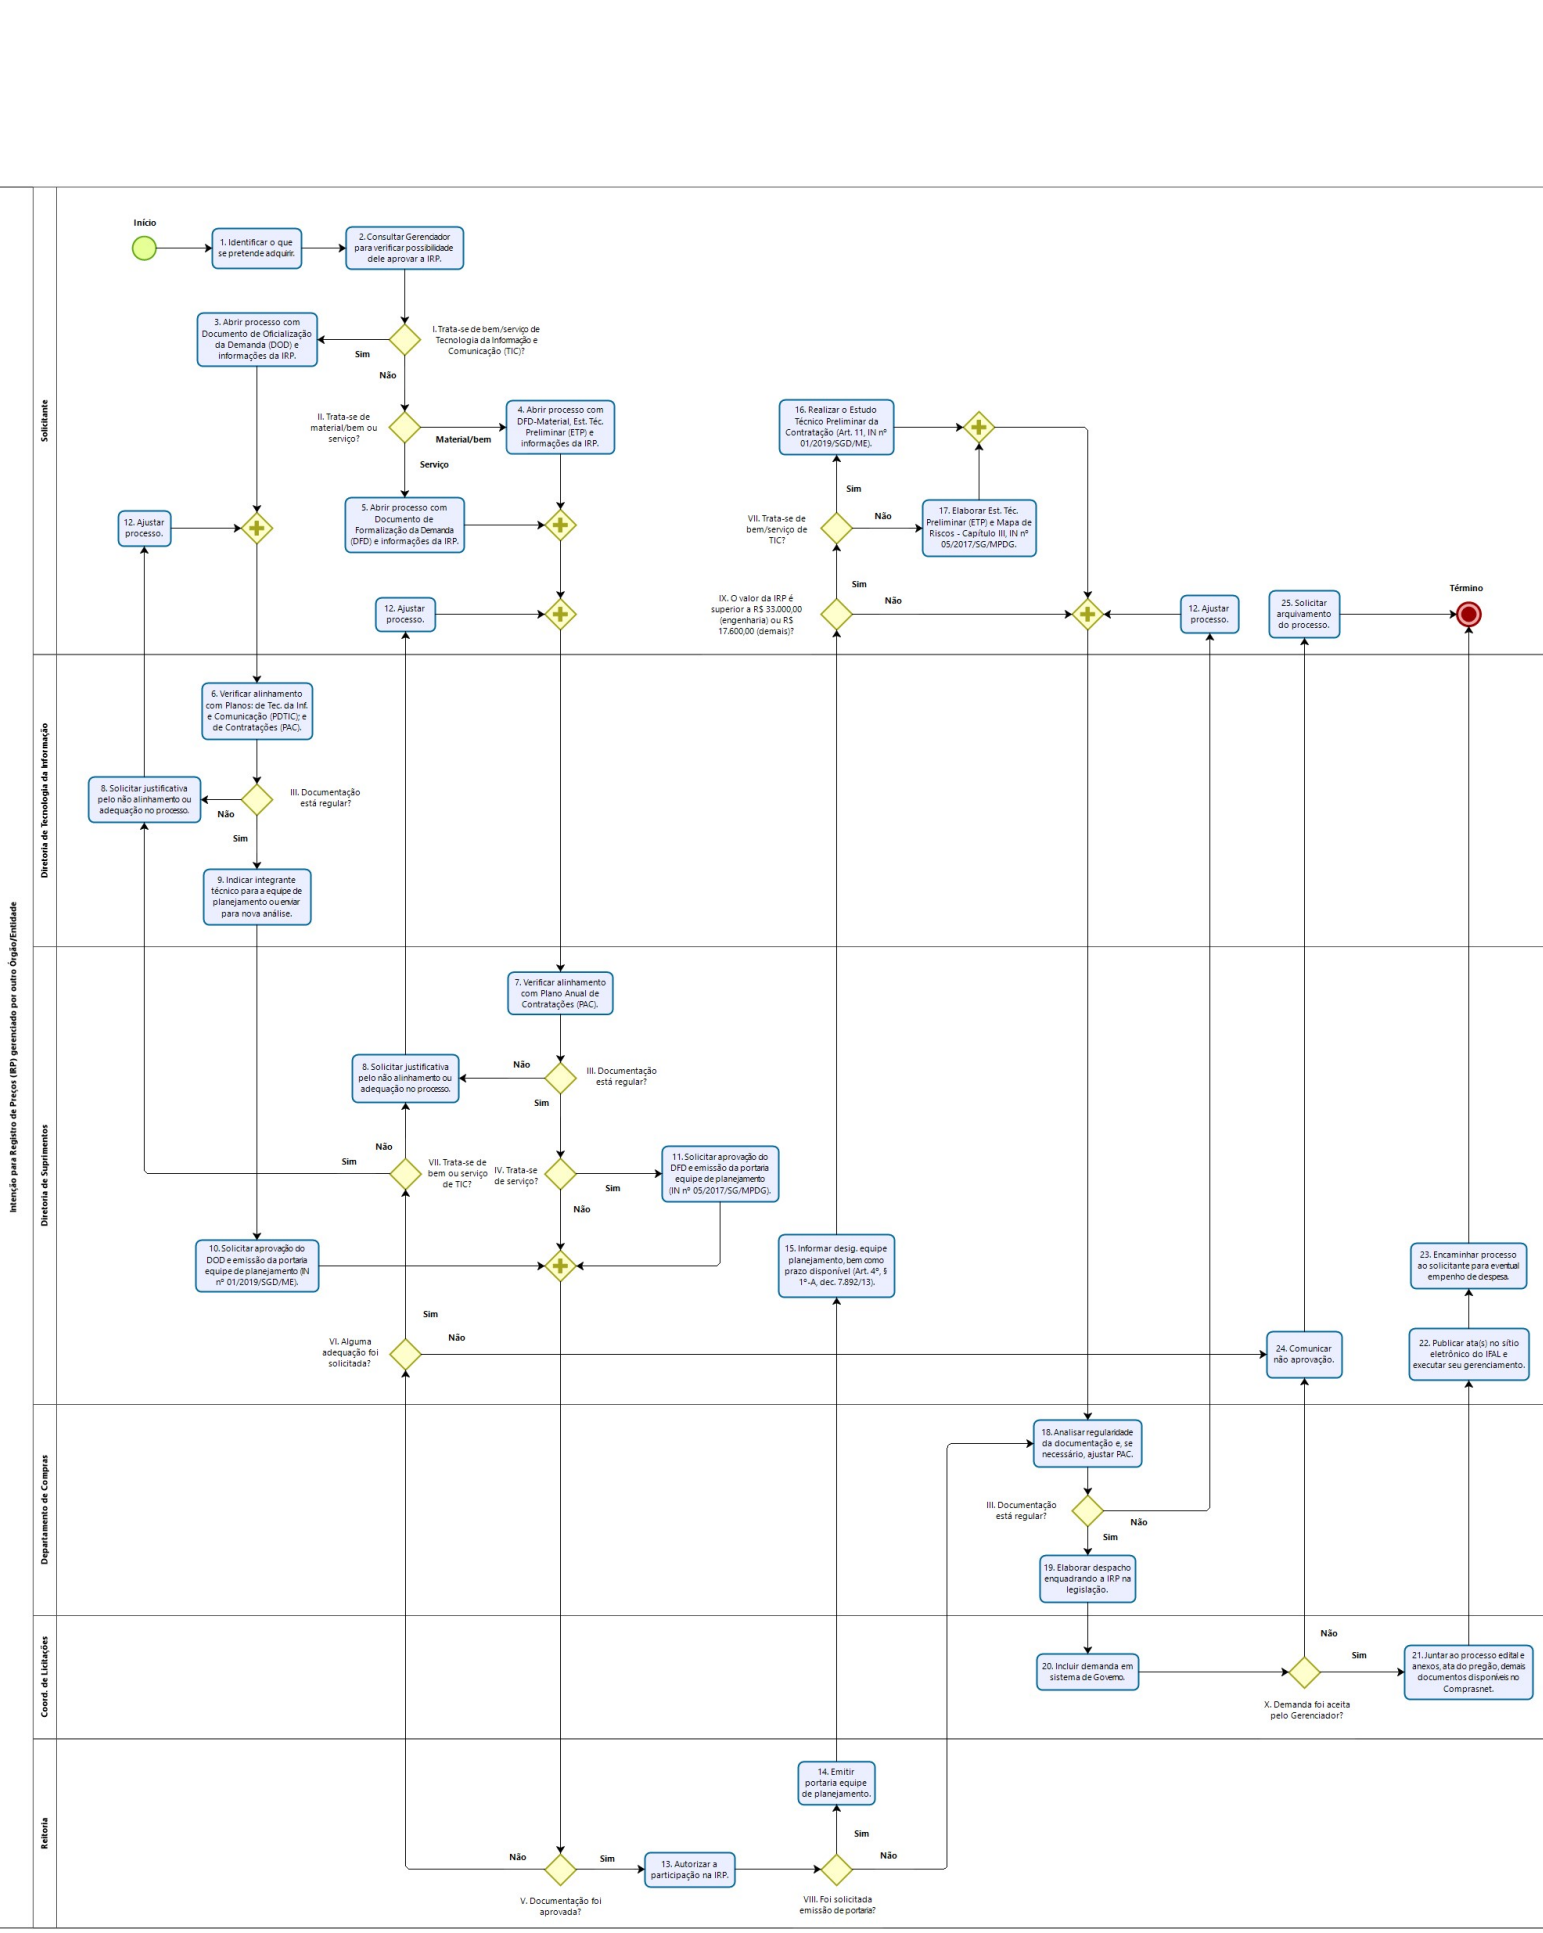 Intenção para Registro de Preços (IRP) gerenciado por outro Órgão/Entidade
Solicitante
Início
1. Identificar o que
se pretende adquirir.
2. Consultar Gerenciador
para verificar possibilidade
dele aprovar a IRP.
3. Abrir processo com
Documento de Oficialização
da Demanda (DOD) e
informações da IRP.
Sim
I. Trata-se de bem/serviço de
Tecnologia da Informação e
Comunicação (TIC)?
Não
II. Trata-se de
material/bem ou
serviço?
Material/bem
4. Abrir processo com
DFD-Material, Est. Téc.
Preliminar (ETP) e
informações da IRP.
Serviço
5. Abrir processo com
Documento de
Formalização da Demanda
(DFD) e informações da IRP.
12. Ajustar
processo.
12. Ajustar
processo.
16. Realizar o Estudo
Técnico Preliminar da
Contratação (Art. 11, IN nº
01/2019/SGD/ME).
Sim
VII. Trata-se de
bem/serviço de
TIC?
Não
17. Elaborar Est. Téc.
Preliminar (ETP) e Mapa de
Riscos - Capítulo III, IN nº
05/2017/SG/MPDG.
Sim
IX. O valor da IRP é
superior a R$ 33.000,00
(engenharia) ou R$
17.600,00 (demais)?
Não
12. Ajustar
processo.
25. Solicitar
arquivamento
do processo.
Término
Diretoria de Tecnologia da Informação
6. Verificar alinhamento
com Planos: de Tec. da Inf.
e Comunicação (PDTIC); e
de Contratações (PAC).
8. Solicitar justificativa
pelo não alinhamento ou
adequação no processo.
Não
III. Documentação
está regular?
Sim
9. Indicar integrante
técnico para a equipe de
planejamento ou enviar
para nova análise.
Diretoria de Suprimentos
7. Verificar alinhamento
com Plano Anual de
Contratações (PAC).
8. Solicitar justificativa
pelo não alinhamento ou
adequação no processo.
Não
III. Documentação
está regular?
Sim
Não
Sim
VII. Trata-se de
bem ou serviço
de TIC?
IV. Trata-se
de serviço?
Sim
11. Solicitar aprovação do
DFD e emissão da portaria
equipe de planejamento
(IN nº 05/2017/SG/MPDG).
Não
10. Solicitar aprovação do
DOD e emissão da portaria
equipe de planejamento (IN
nº 01/2019/SGD/ME).
15. Informar desig. equipe
planejamento, bem como
prazo disponível (Art. 4º, §
1º-A, dec. 7.892/13).
Sim
VI. Alguma
adequação foi
solicitada?
Não
24. Comunicar
não aprovação.
23. Encaminhar processo
ao solicitante para eventual
empenho de despesa.
22. Publicar ata(s) no sítio
eletrônico do IFAL e
executar seu gerenciamento.
Departamento de Compras
18. Analisar regularidade
da documentação e, se
necessário, ajustar PAC.
III. Documentação
está regular?
Não
Sim
19. Elaborar despacho
enquadrando a IRP na
legislação.
Coord. de Licitações
20. Incluir demanda em
sistema de Governo.
Não
Sim
X. Demanda foi aceita
pelo Gerenciador?
21. Juntar ao processo edital e
anexos, ata do pregão, demais
documentos disponíveis no
Comprasnet.
Reitoria
14. Emitir
portaria equipe
de planejamento.
Sim
Não
V. Documentação foi
aprovada?
Sim
13. Autorizar a
participação na IRP.
Não
VIII. Foi solicitada
emissão de portaria?